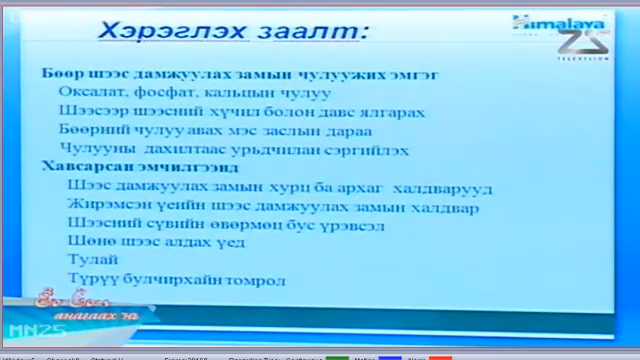 Хэрэглэх заалт:
Himalaya
TELEVISION
Бөөр шээс дамжуулах замын чулуужих эмгэг
Оксалат, фосфат, кальцын чулуу
Шээсээр шээсний хүчил болон давс ялгарах
Бөөрний чулуу авах мэс заслын дараа
Чулууны дахилтаас урьдчилан сэргийлэх
Хавсарсан эмчилгээнд
Шээс дамжуулах замын хурц ба архаг халдварууд
Жирэмсэн үеийн шээс дамжуулах замын халдвар
Шээсний сүвийн өвөрмөц бус үрэвсэл
Шөнө шээс алдах үед
Тулай
Түрүү булчирхайн томрол
анагаах
MN25